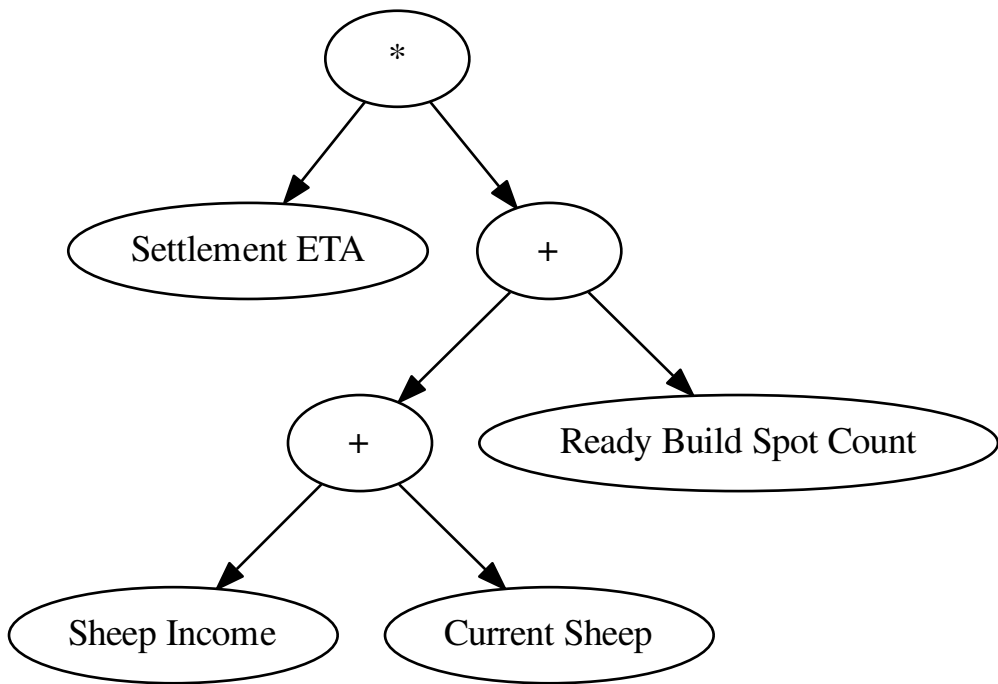 *
Settlement ETA
+
+
Ready Build Spot Count
Sheep Income
Current Sheep